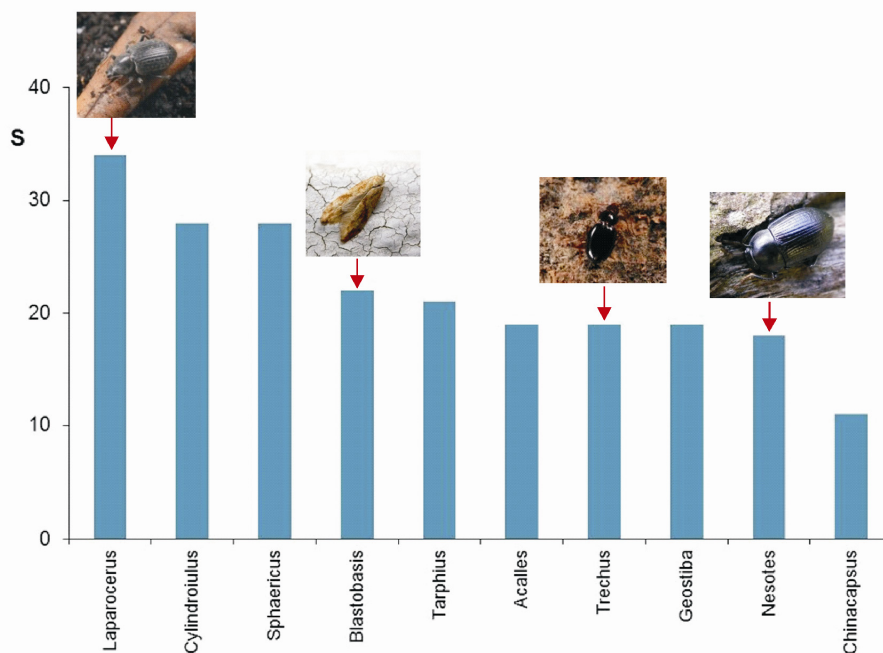 40
S
30
20
10
0
Laparocerus
Cylindroiulus
Sphaericus
Blastobasis
Tarphius
Acalles
Trechus
Geostiba
Nesotes
Chinacapsus